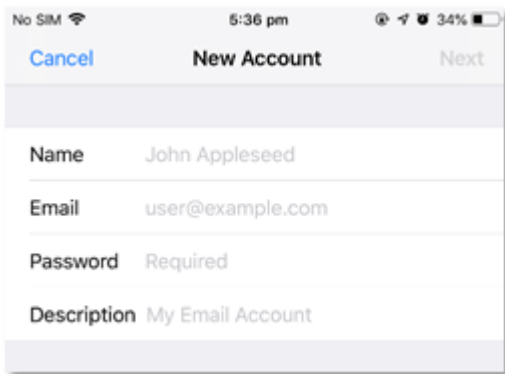 No SIM 5:36 pm 34%
Cancel New Account Next
Name John Appleseed
Email user@example.com
Password Required
Description My Email Account